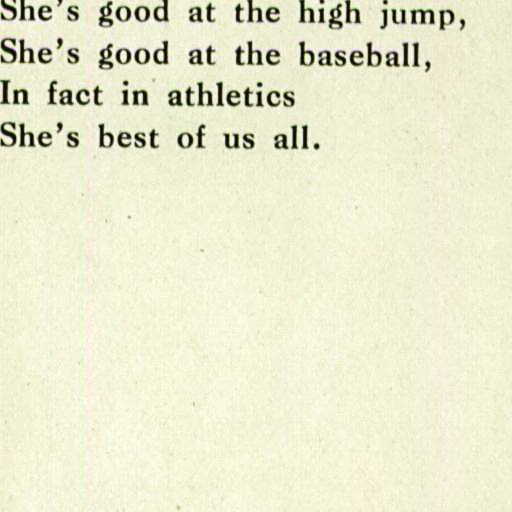 She's good at the high jump,
She's good at the baseball,
In fact in athletics
She's best of us all.